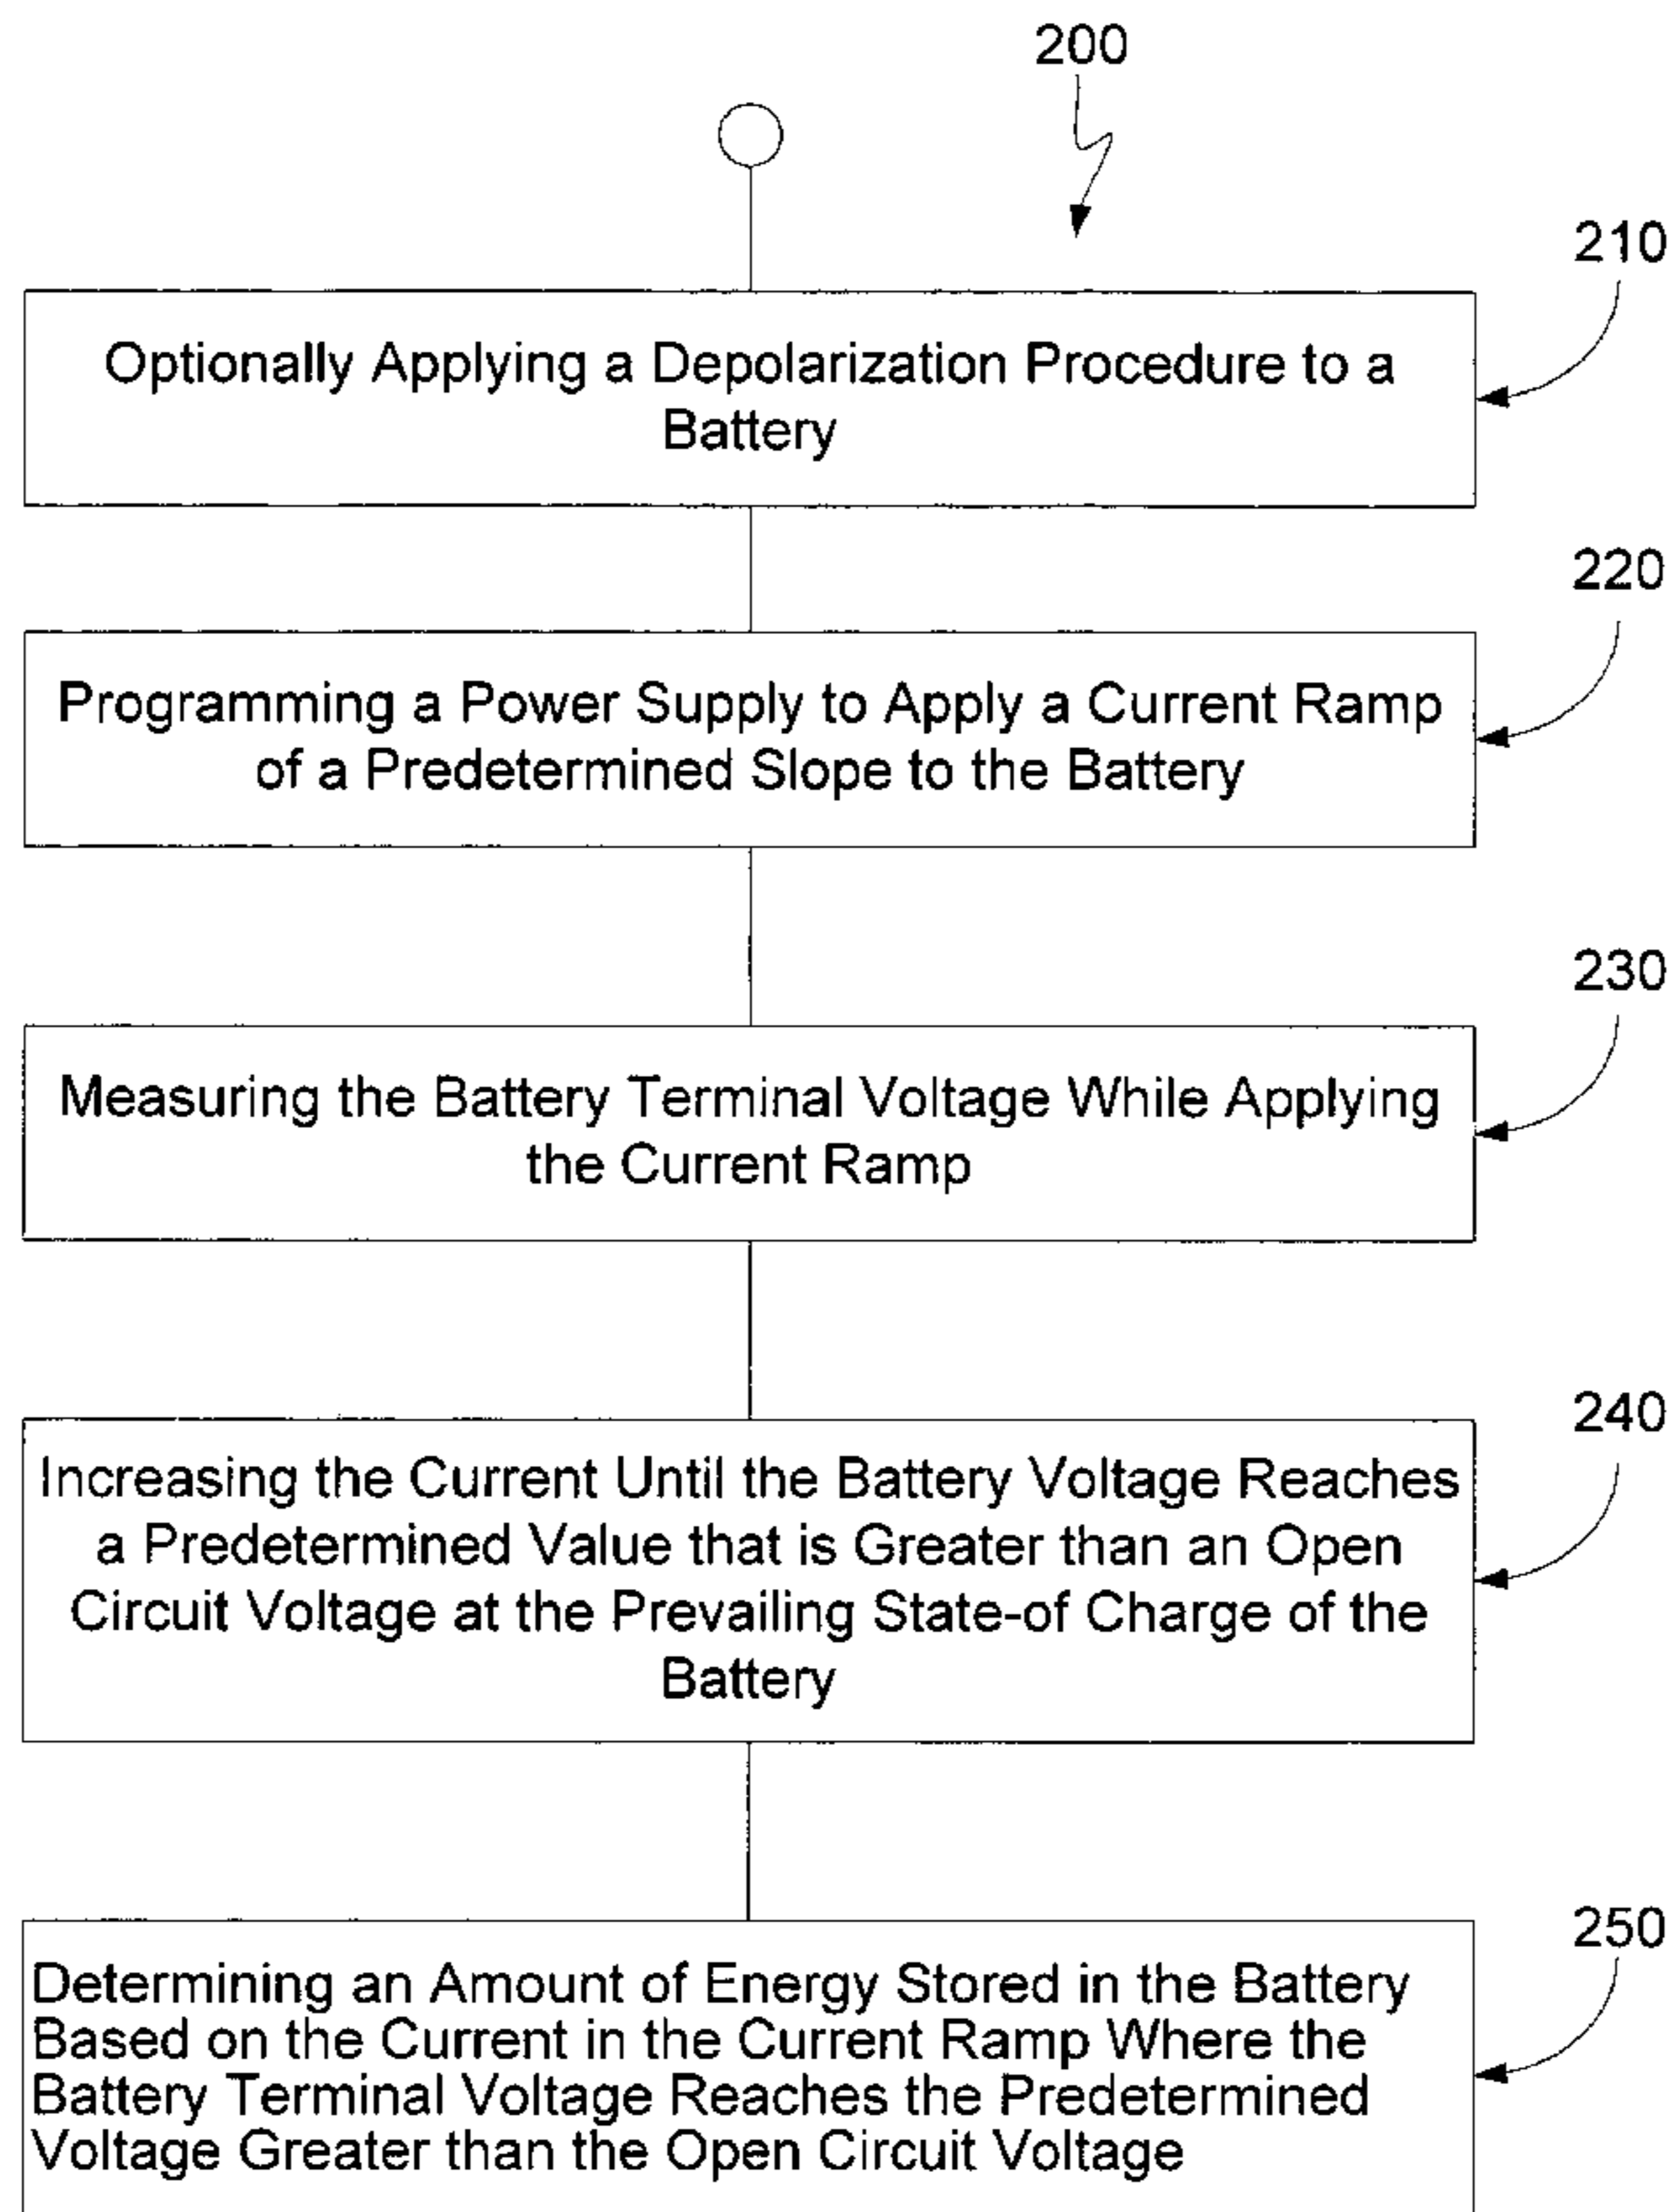 200
210
Optionally Applying a Depolarization Procedure to a
Battery
220
Programming a Power Supply to Apply a Current Ramp
of a Predetermined Slope to the Battery
230
Measuring the Battery Terminal Voltage While Applying
the Current Ramp
240
Increasing the Current Until the Battery Voltage Reaches
a Predetermined Value that is Greater than an Open
Circuit Voltage at the Prevailing State-of Charge of the
Battery
250
Determining an Amount of Energy Stored in the Battery
Based on the Current in the Current Ramp Where the
Battery Terminal Voltage Reaches the Predetermined
Voltage Greater than the Open Circuit Voltage